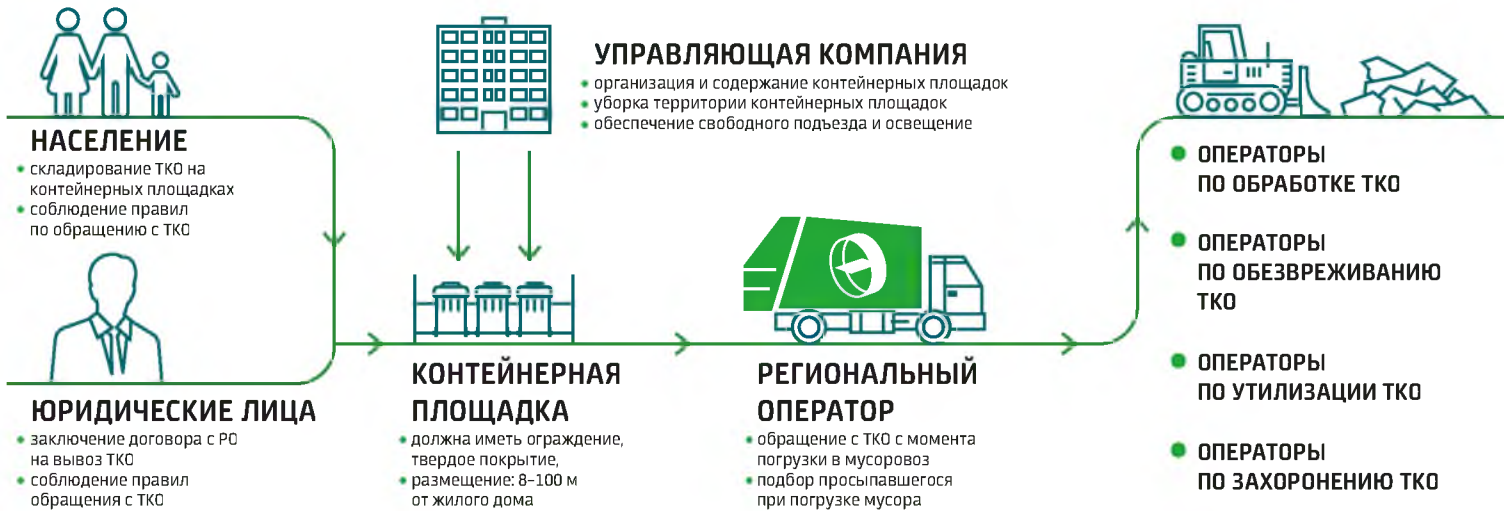 НАСЕЛЕНИЕ
• складирование ТКО на
контейнерных площадках
• соблюдение правил
по обращению с ТКО
ЮРИДИЧЕСКИЕ ЛИЦА
• заключение договора с РО
на вывоз ТКО
• соблюдение правил
обращения с ТКО
УПРАВЛЯЮЩАЯ КОМПАНИЯ
• организация и содержание контейнерных площадок
• уборка территории контейнерных площадок
• обеспечение свободного подъезда и освещение
КОНТЕЙНЕРНАЯ
ПЛОЩАДКА
• должна иметь ограждение,
твердое покрытие,
• размещение: 8–100 м
от жилого дома
РЕГИОНАЛЬНЫЙ
ОПЕРАТОР
• обращение с ТКО с момента
погрузки в мусоровоз
• подбор просыпавшегося
при погрузке мусора
• ОПЕРАТОРЫ
ПО ОБРАБОТКЕ ТКО
• ОПЕРАТОРЫ
ПО ОБЕЗВРЕЖИВАНИЮ
ТКО
• ОПЕРАТОРЫ
ПО УТИЛИЗАЦИИ ТКО
• ОПЕРАТОРЫ
ПО ЗАХОРОНЕНИЮ ТКО